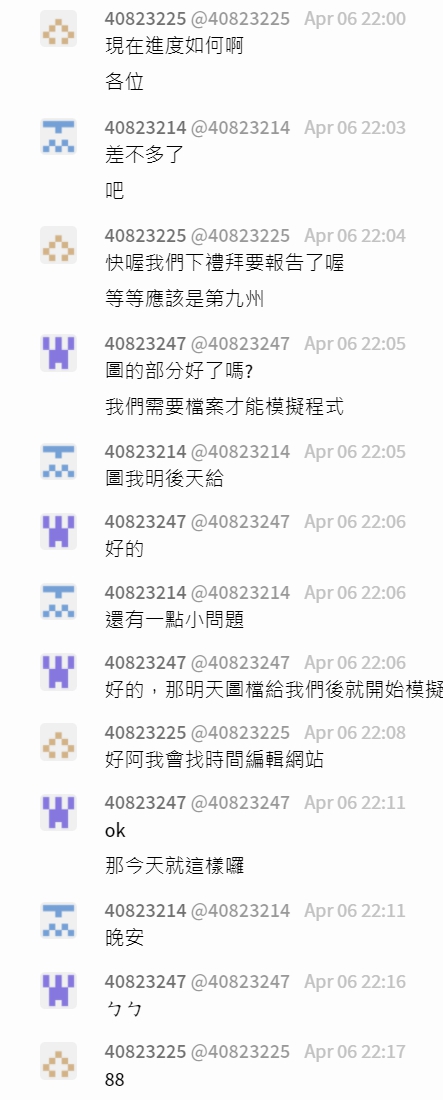 40823225 @40823225 Apr 06 22:00
現在進度如何啊
各位
40823214 @40823214 Apr 06 22:03
差不多了
吧
40823225 @40823225 Apr 06 22:04
快喔我們下禮拜要報告了喔
等等應該是第九州
40823247 @40823247 Apr 06 22:05
圖的部分好了嗎?
我們需要檔案才能模擬程式
40823214 @40823214 Apr 06 22:05
圖我明後天給
40823247 @40823247 Apr 06 22:06
好的
40823214 @40823214 Apr 06 22:06
還有一點小問題
40823247 @40823247 Apr 06 22:06
好的，那明天圖檔給我們後就開始模擬
40823225 @40823225 Apr 06 22:08
好阿我會找時間編輯網站
40823247 @40823247 Apr 06 22:11
ok
那今天就這樣囉
40823214 @40823214 Apr 06 22:11
晚安
40823247 @40823247 Apr 06 22:16
ㄅㄅ
40823225 @40823225 Apr 06 22:17
88